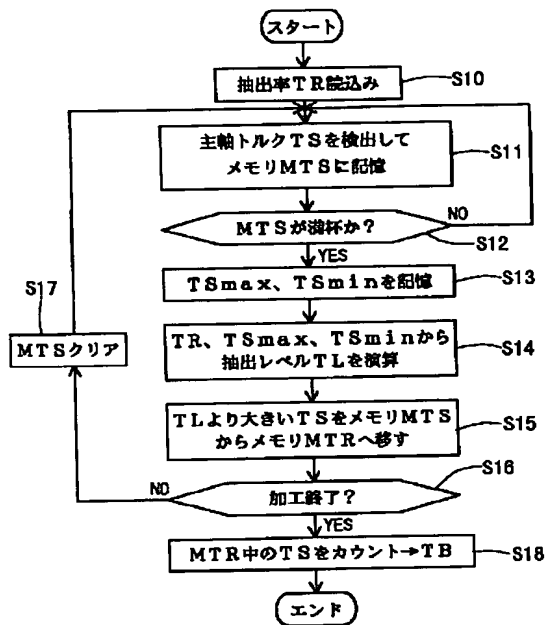 スタート
抽出率TR読込み
S10
主軸トルクTSを検出して
メモリMTSに記憶
S11
MTSが満杯か?
NO
S12
YES
TSmax、TSminを記憶
S13
S17
MTSクリア
TR、TSmax、TSminから
抽出レベルTLを演算
S14
TLより大きいTSをメモリMTS
からメモリMTRへ移す
S15
S16
NO
加工終了?
YES
MTR中のTSをカウント→TB
S18
エンド